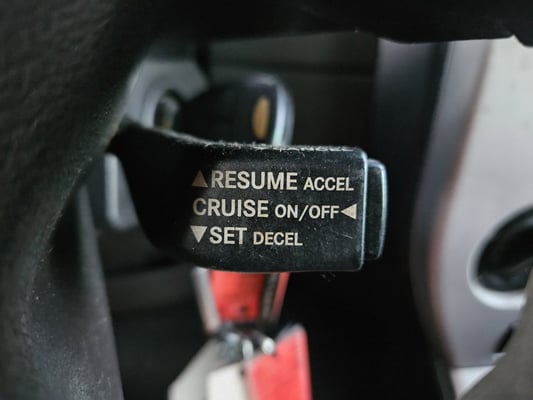 ▲RESUME ACCEL
CRUISE ON/OFF◀
▼SET DECEL